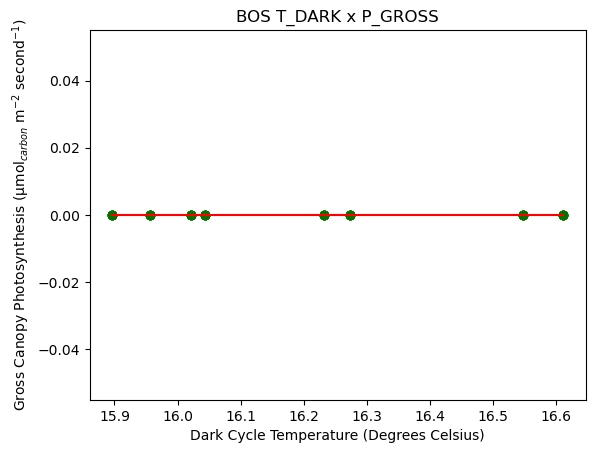 BOS T_DARK x P_GROSS
Gross Canopy Photosynthesis (µmol$_{carbon}$ m$^{-2}$ second$^{-1}$)
0.04
0.02
0.00
−0.02
−0.04
15.9 16.0 16.1 16.2 16.3 16.4 16.5 16.6
Dark Cycle Temperature (Degrees Celsius)